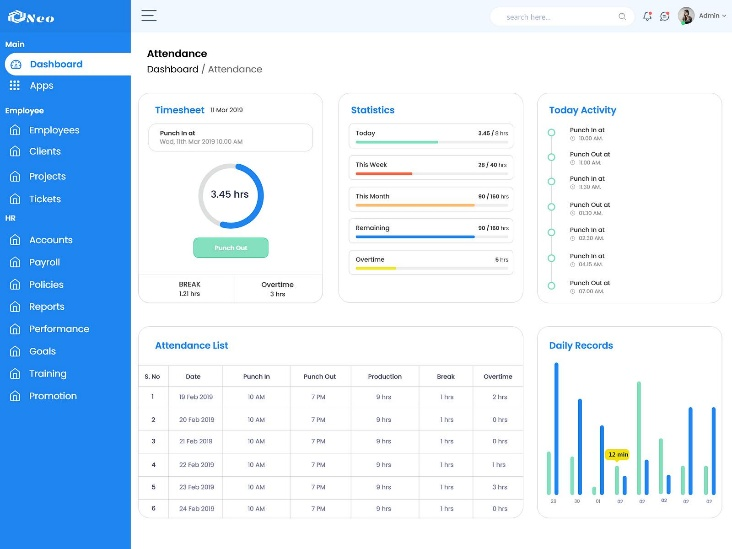 Neo
search here...
Admin
Main
Dashboard
Apps
Employee
Employees
Clients
Projects
Tickets
HR
Accounts
Payroll
Policies
Reports
Performance
Goals
Training
Promotion
Attendance
Dashboard / Attendance
Timesheet 11 Mar 2019
Punch In at
Wed, 11th Mar 2019 10.00 AM
3.45 hrs
Punch Out
BREAK
1.21 hrs
Overtime
3 hrs
Statistics
Today 3.45 / 8 hrs
This Week 28 / 40 hrs
This Month 90 / 160 hrs
Remaining 90 / 160 hrs
Overtime 5 hrs
Today Activity
Punch In at
10.00 AM.
Punch Out at
11.00 AM.
Punch In at
11.30 AM.
Punch Out at
01.30 AM.
Punch In at
02.30 AM.
Punch In at
04.15 AM.
Punch Out at
07.00 AM.
Attendance List
S. No Date Punch In Punch Out Production Break Overtime
1 19 Feb 2019 10 AM 7 PM 9 hrs 1 hrs 2 hrs
2 20 Feb 2019 10 AM 7 PM 9 hrs 1 hrs 0 hrs
3 21 Feb 2019 10 AM 7 PM 9 hrs 1 hrs 0 hrs
4 22 Feb 2019 10 AM 7 PM 9 hrs 1 hrs 1 hrs
5 23 Feb 2019 10 AM 7 PM 9 hrs 1 hrs 3 hrs
6 24 Feb 2019 10 AM 7 PM 9 hrs 1 hrs 0 hrs
Daily Records
12 min
29 30 01 02 02 02 02 02